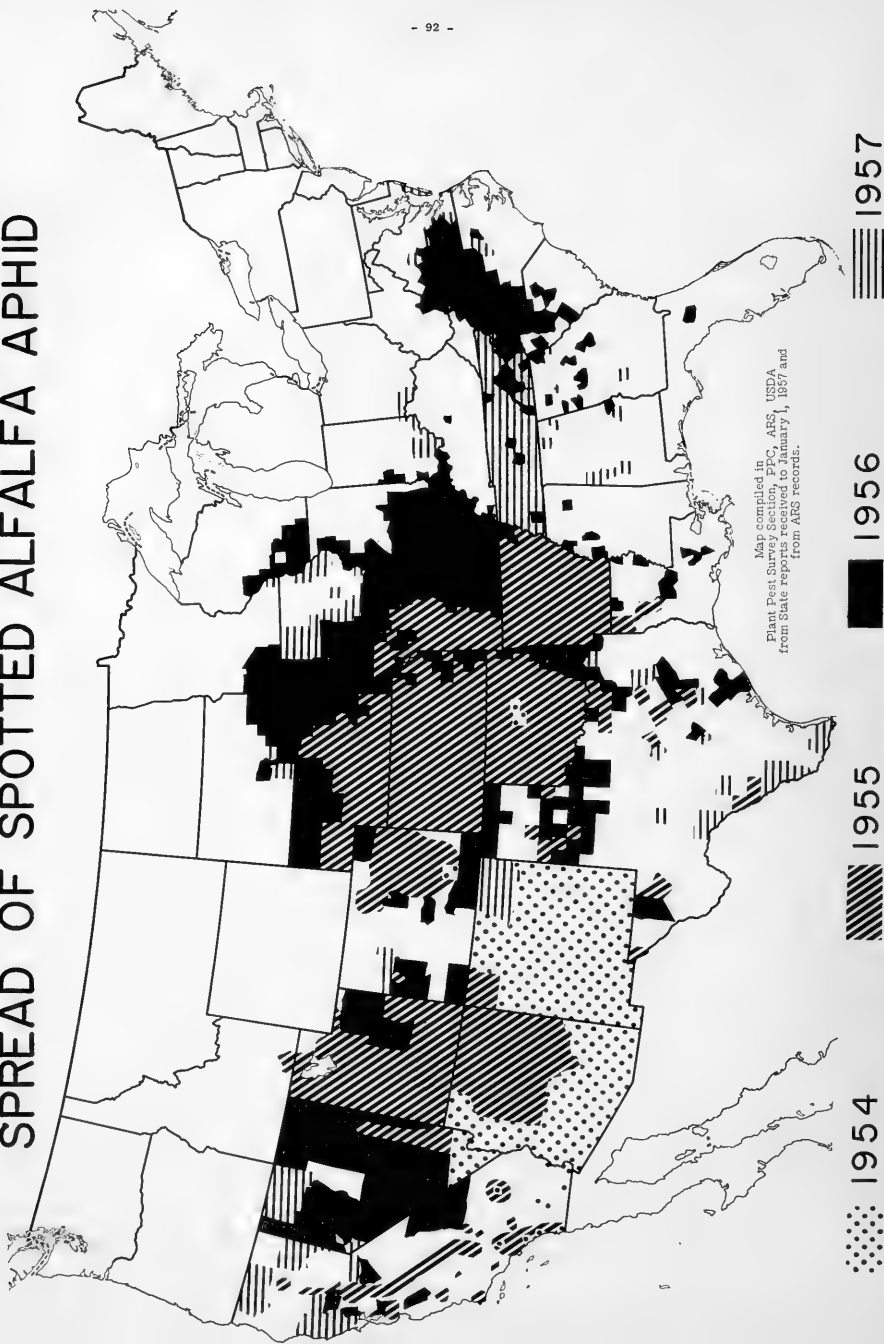 - 92 -
SPREAD OF SPOTTED ALFALFA APHID
Map compiled in
Plant Pest Survey Section, PPC, ARS, USDA
from State reports received to January 1, 1957 and
from ARS records.
1954
1955
1956
1957